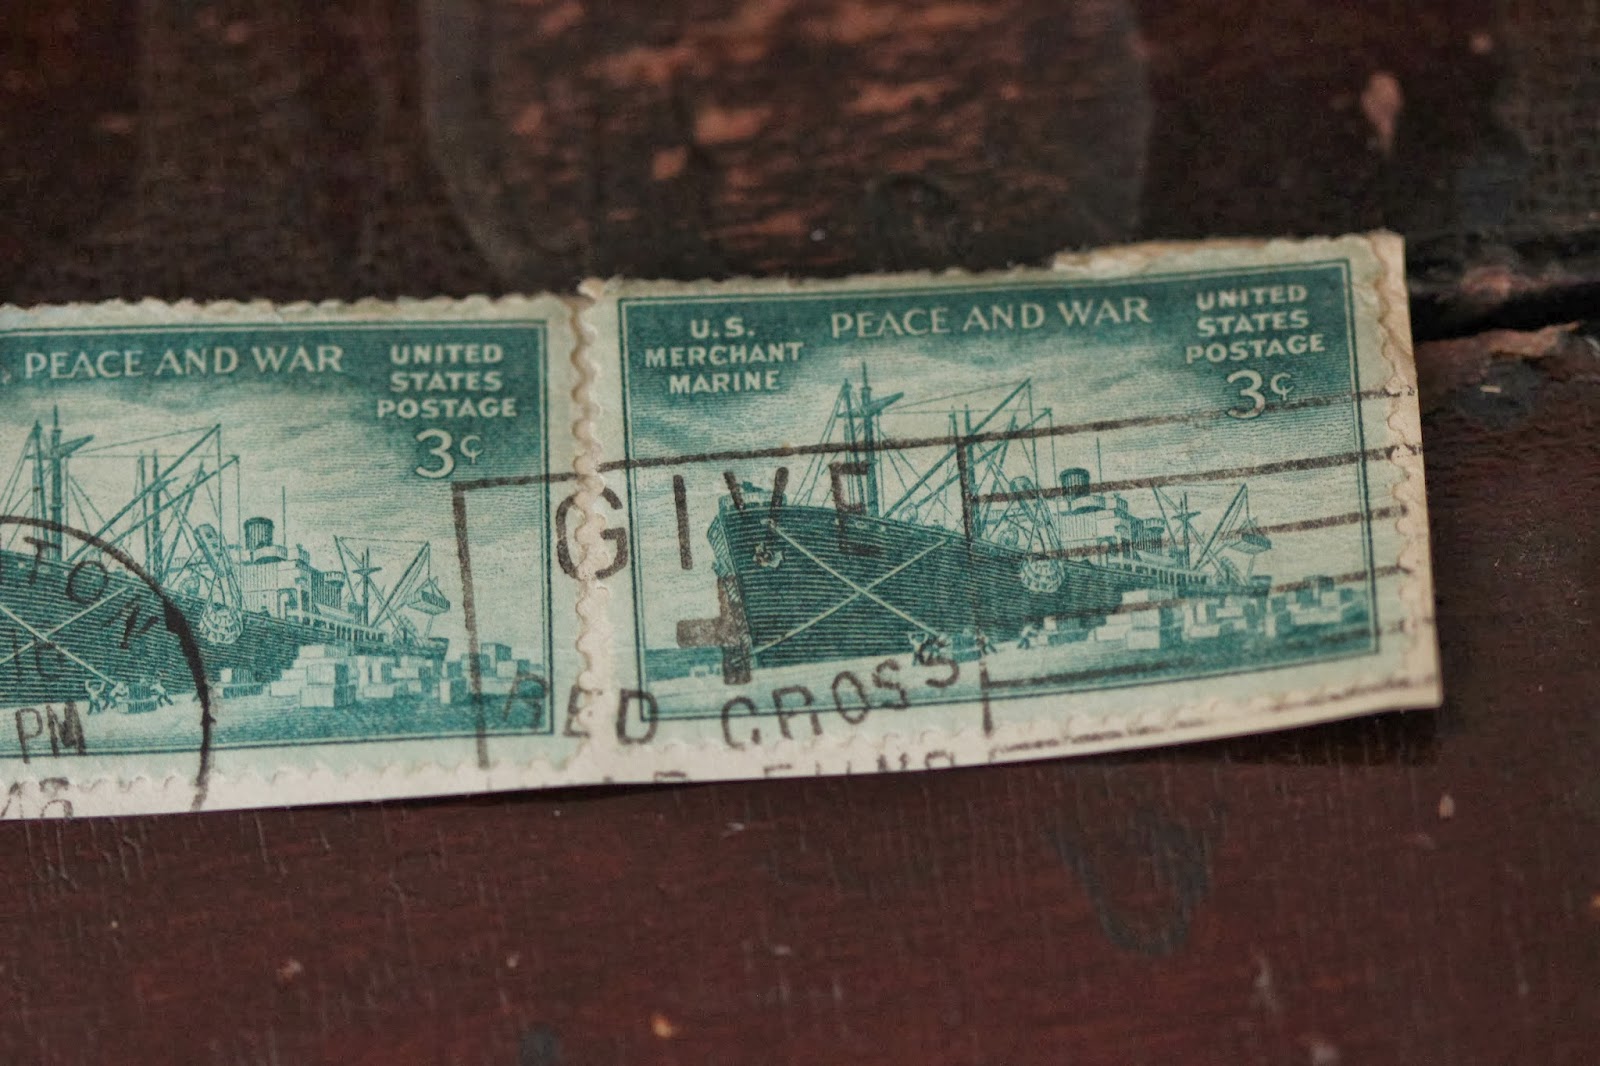 PEACE AND WAR
UNITED
STATES
POSTAGE
3¢
U.S.
MERCHANT
MARINE
PEACE AND WAR
UNITED
STATES
POSTAGE
3¢
GIVE
RED CROSS
TON
PM